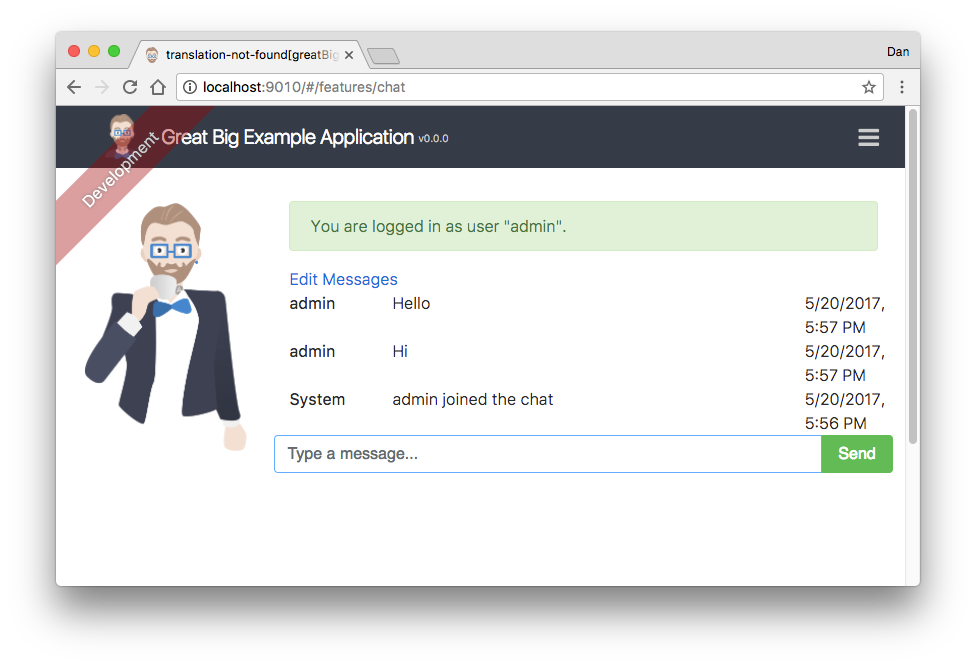 translation-not-found[greatBig
Dan
localhost:9010/#/features/chat
Great Big Example Application v0.0.0
Development
You are logged in as user "admin".
Edit Messages
admin Hello 5/20/2017,
5:57 PM
admin Hi 5/20/2017,
5:57 PM
System admin joined the chat 5/20/2017,
5:56 PM
Type a message... Send